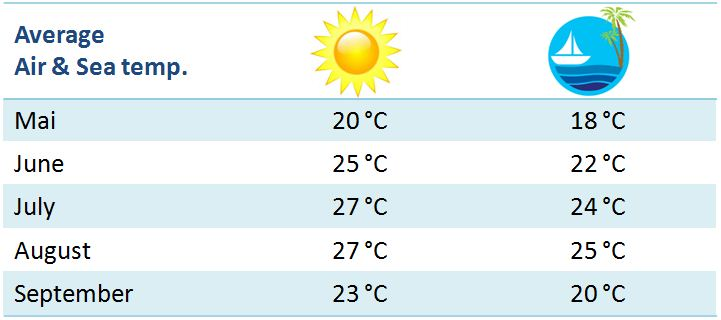 Average
Air & Sea temp.
Mai 20 °C 18 °C
June 25 °C 22 °C
July 27 °C 24 °C
August 27 °C 25 °C
September 23 °C 20 °C